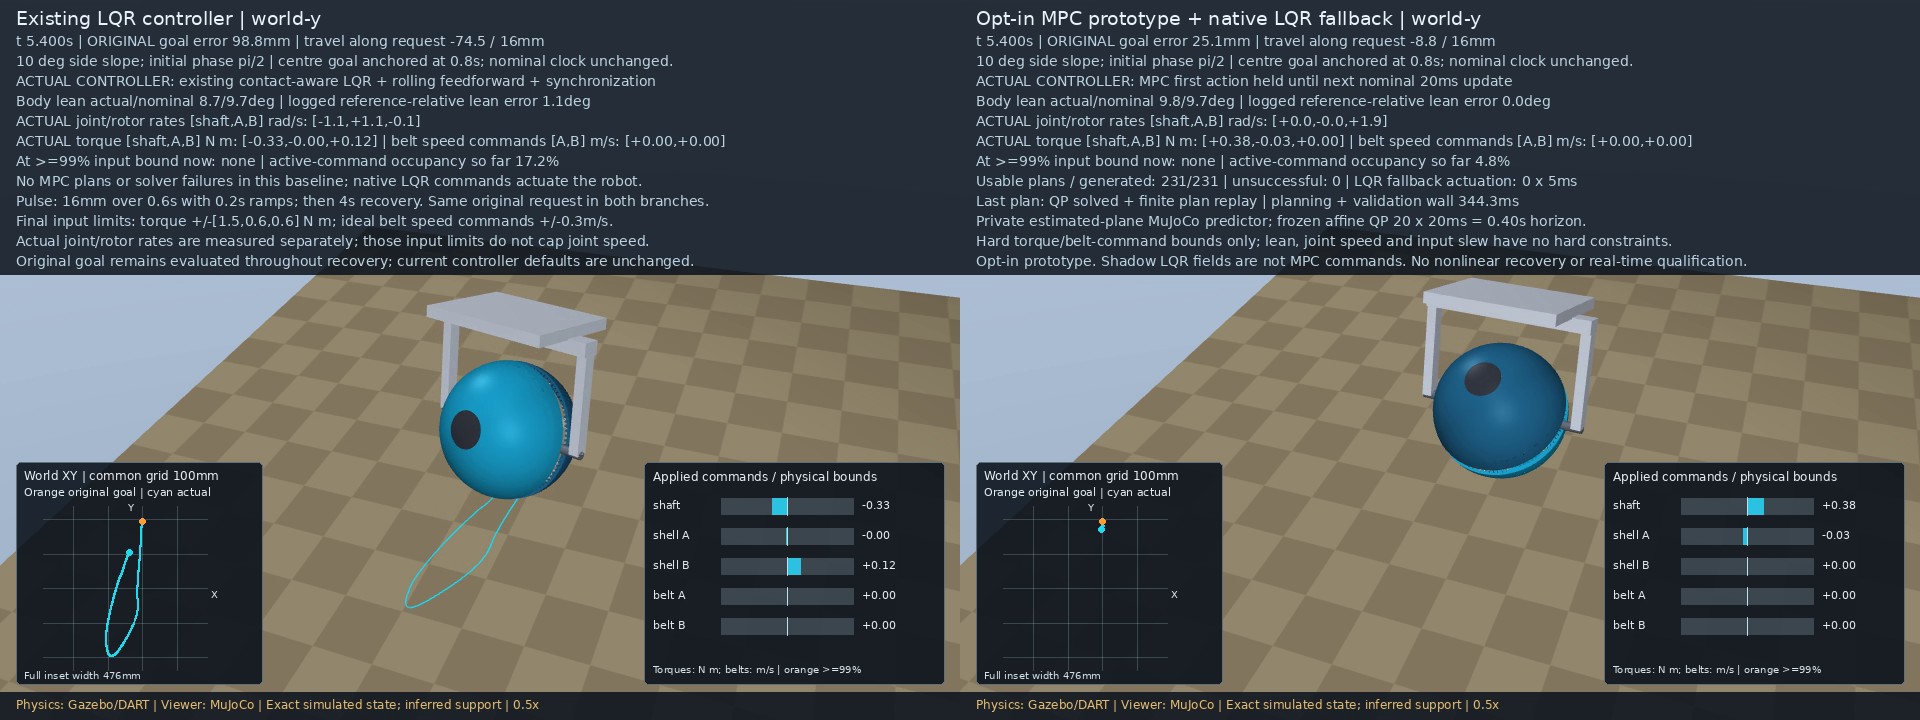 Existing LQR controller | world-y
t 5.400s | ORIGINAL goal error 98.8mm | travel along request -74.5 / 16mm
10 deg side slope; initial phase pi/2 | centre goal anchored at 0.8s; nominal clock unchanged.
ACTUAL CONTROLLER: existing contact-aware LQR + rolling feedforward + synchronization
Body lean actual/nominal 8.7/9.7deg | logged reference-relative lean error 1.1deg
ACTUAL joint/rotor rates [shaft,A,B] rad/s: [-1.1,+1.1,-0.1]
ACTUAL torque [shaft,A,B] N m: [-0.33,-0.00,+0.12] | belt speed commands [A,B] m/s: [+0.00,+0.00]
At >=99% input bound now: none | active-command occupancy so far 17.2%
No MPC plans or solver failures in this baseline; native LQR commands actuate the robot.
Pulse: 16mm over 0.6s with 0.2s ramps; then 4s recovery. Same original request in both branches.
Final input limits: torque +/-[1.5,0.6,0.6] N m; ideal belt speed commands +/-0.3m/s.
Actual joint/rotor rates are measured separately; those input limits do not cap joint speed.
Original goal remains evaluated throughout recovery; current controller defaults are unchanged.
World XY | common grid 100mm
Orange original goal | cyan actual
Y
X
Full inset width 476mm
Applied commands / physical bounds
shaft -0.33
shell A -0.00
shell B +0.12
belt A +0.00
belt B +0.00
Torques: N m; belts: m/s | orange >=99%
Physics: Gazebo/DART | Viewer: MuJoCo | Exact simulated state; inferred support | 0.5x
Opt-in MPC prototype + native LQR fallback | world-y
t 5.400s | ORIGINAL goal error 25.1mm | travel along request -8.8 / 16mm
10 deg side slope; initial phase pi/2 | centre goal anchored at 0.8s; nominal clock unchanged.
ACTUAL CONTROLLER: MPC first action held until next nominal 20ms update
Body lean actual/nominal 9.8/9.7deg | logged reference-relative lean error 0.0deg
ACTUAL joint/rotor rates [shaft,A,B] rad/s: [+0.0,-0.0,+1.9]
ACTUAL torque [shaft,A,B] N m: [+0.38,-0.03,+0.00] | belt speed commands [A,B] m/s: [+0.00,+0.00]
At >=99% input bound now: none | active-command occupancy so far 4.8%
Usable plans / generated: 231/231 | unsuccessful: 0 | LQR fallback actuation: 0 x 5ms
Last plan: QP solved + finite plan replay | planning + validation wall 344.3ms
Private estimated-plane MuJoCo predictor; frozen affine QP 20 x 20ms = 0.40s horizon.
Hard torque/belt-command bounds only; lean, joint speed and input slew have no hard constraints.
Opt-in prototype. Shadow LQR fields are not MPC commands. No nonlinear recovery or real-time qualification.
World XY | common grid 100mm
Orange original goal | cyan actual
Y
X
Full inset width 476mm
Applied commands / physical bounds
shaft +0.38
shell A -0.03
shell B +0.00
belt A +0.00
belt B +0.00
Torques: N m; belts: m/s | orange >=99%
Physics: Gazebo/DART | Viewer: MuJoCo | Exact simulated state; inferred support | 0.5x